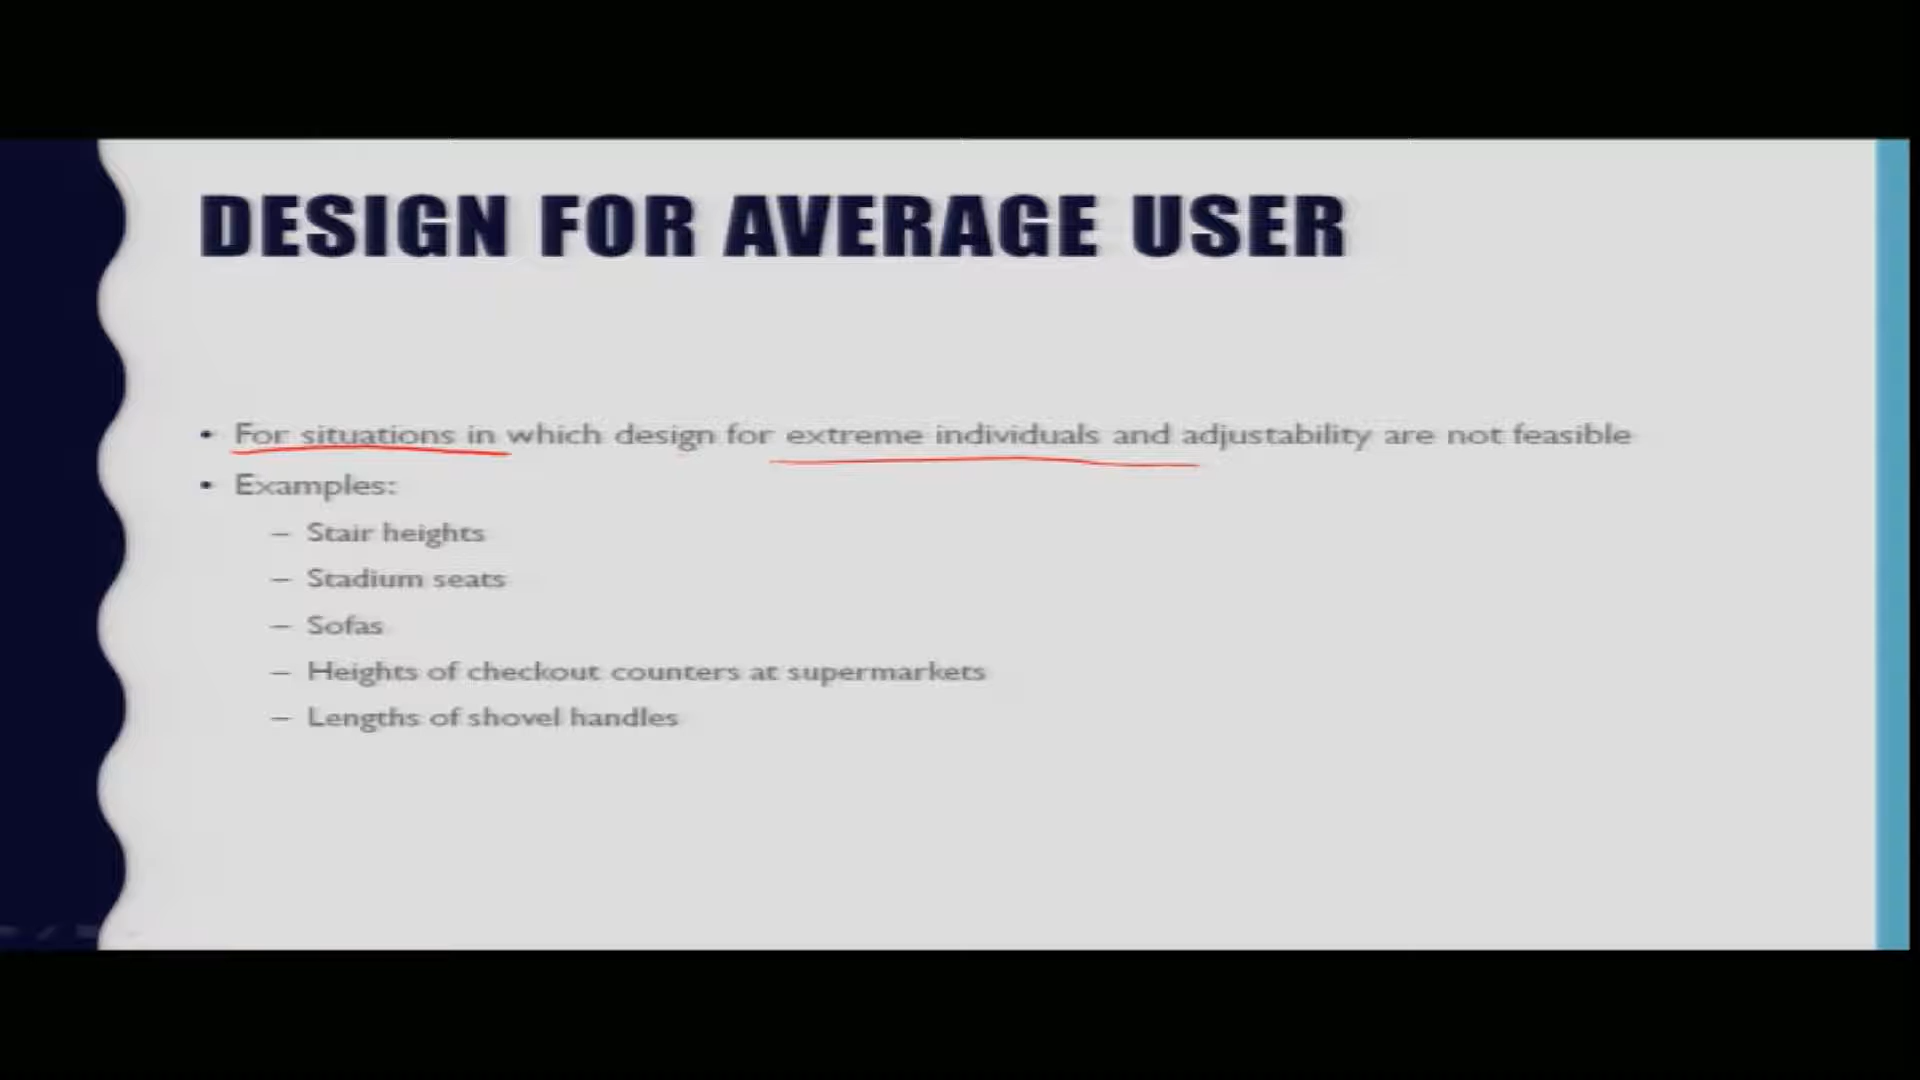 DESIGN FOR AVERAGE USER
• For situations in which design for extreme individuals and adjustability are not feasible
• Examples:
– Stair heights
– Stadium seats
– Sofas
– Heights of checkout counters at supermarkets
– Lengths of shovel handles